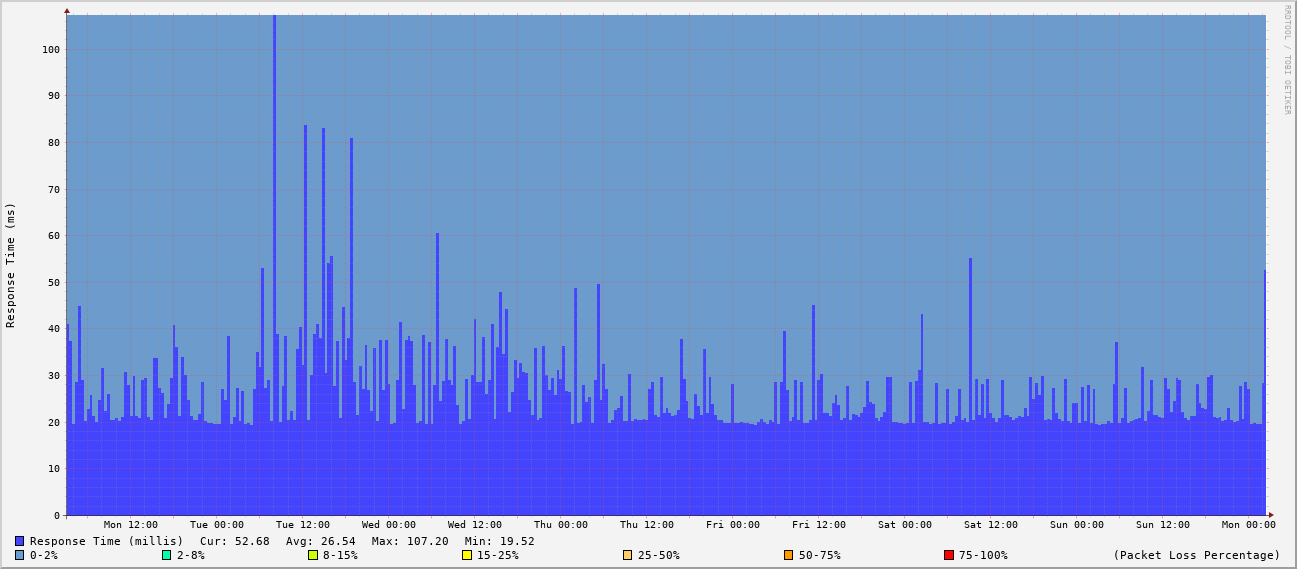 RRDTOOL / TOBI OETIKER
Response Time (ms)
100
90
80
70
60
50
40
30
20
10
0
Mon 12:00 Tue 00:00 Tue 12:00 Wed 00:00 Wed 12:00 Thu 00:00 Thu 12:00 Fri 00:00 Fri 12:00 Sat 00:00 Sat 12:00 Sun 00:00 Sun 12:00 Mon 00:00
Response Time (millis) Cur: 52.68 Avg: 26.54 Max: 107.20 Min: 19.52
0-2% 2-8% 8-15% 15-25% 25-50% 50-75% 75-100% (Packet Loss Percentage)